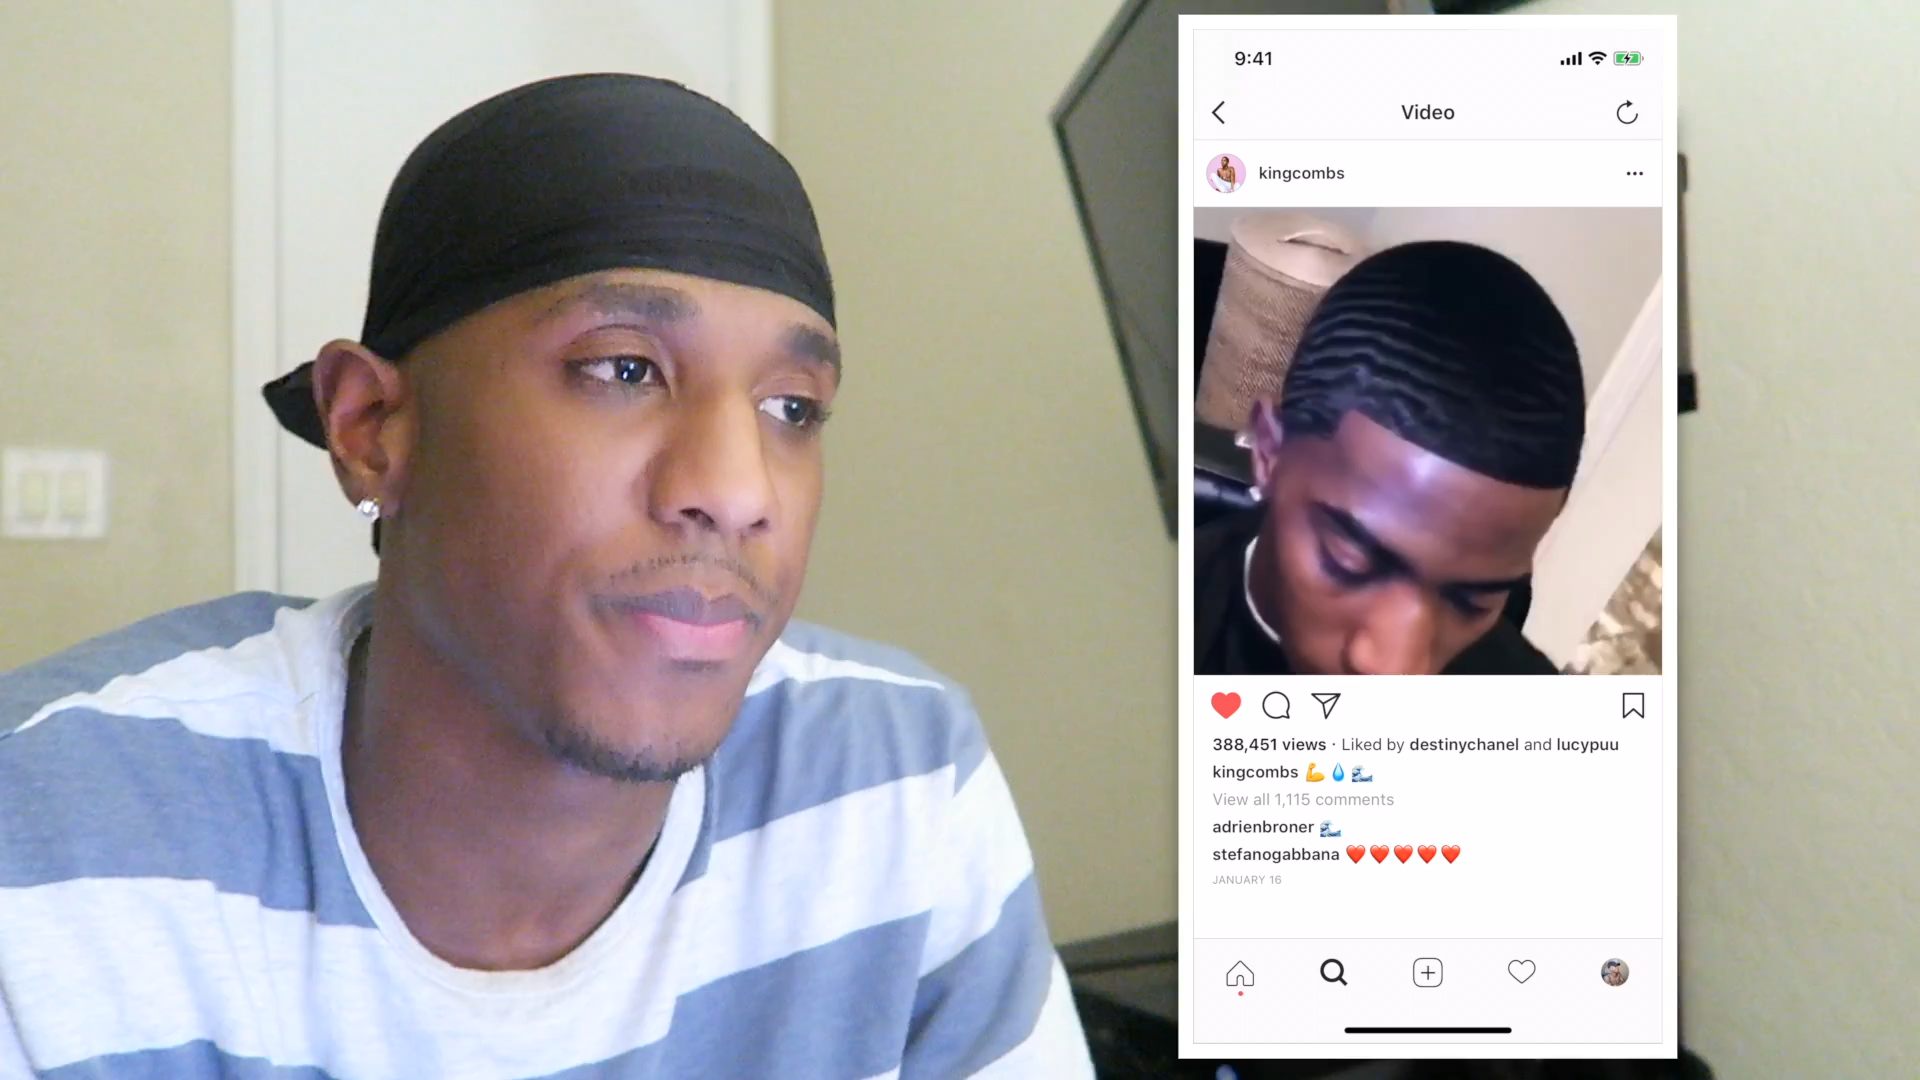 9:41
Video
kingcombs
388,451 views · Liked by destinychanel and lucypuu
kingcombs 💪💧🌊
View all 1,115 comments
adrienbroner 🌊
stefanogabbana ❤️❤️❤️❤️❤️
JANUARY 16